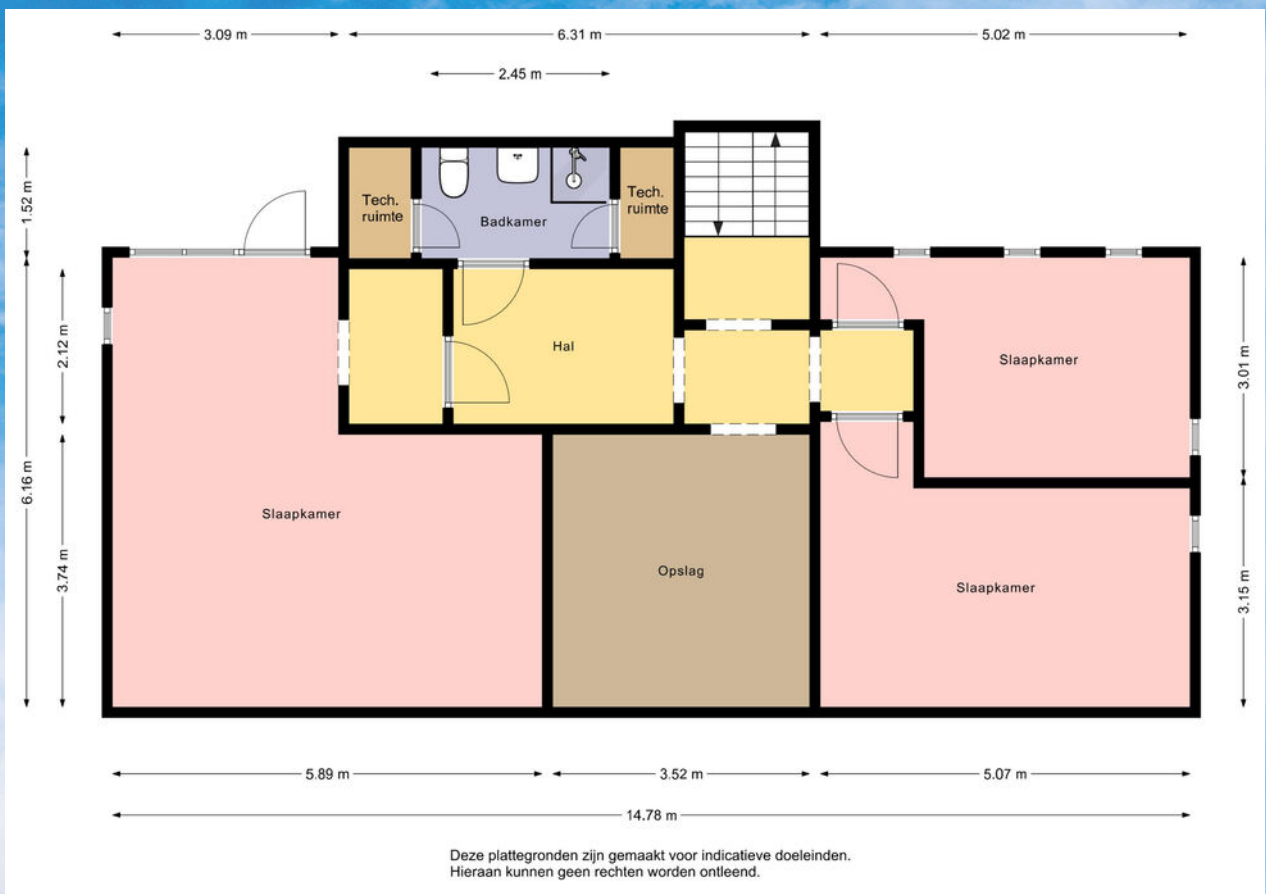 3.09 m
6.31 m
5.02 m
2.45 m
1.52 m
Tech.
ruimte
Badkamer
Tech.
ruimte
2.12 m
Hal
Slaapkamer
3.01 m
6.16 m
Slaapkamer
3.74 m
Opslag
Slaapkamer
3.15 m
5.89 m
3.52 m
5.07 m
14.78 m
Deze plattegronden zijn gemaakt voor indicatieve doeleinden.
Hieraan kunnen geen rechten worden ontleend.